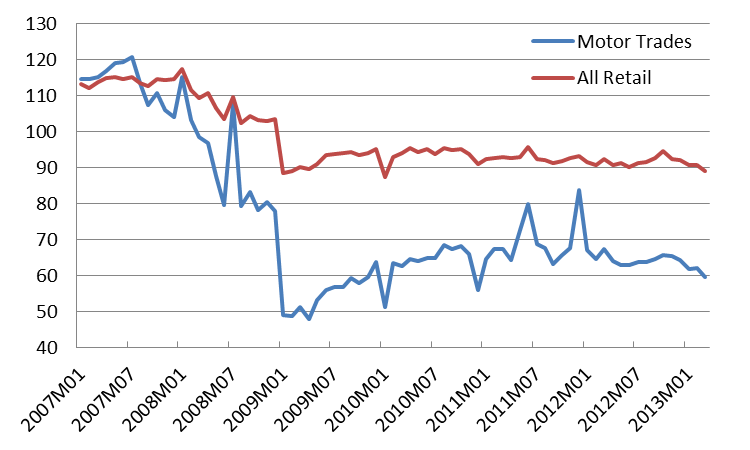 130
120
110
100
90
80
70
60
50
40
Motor Trades
All Retail
2007M01
2007M07
2008M01
2008M07
2009M01
2009M07
2010M01
2010M07
2011M01
2011M07
2012M01
2012M07
2013M01